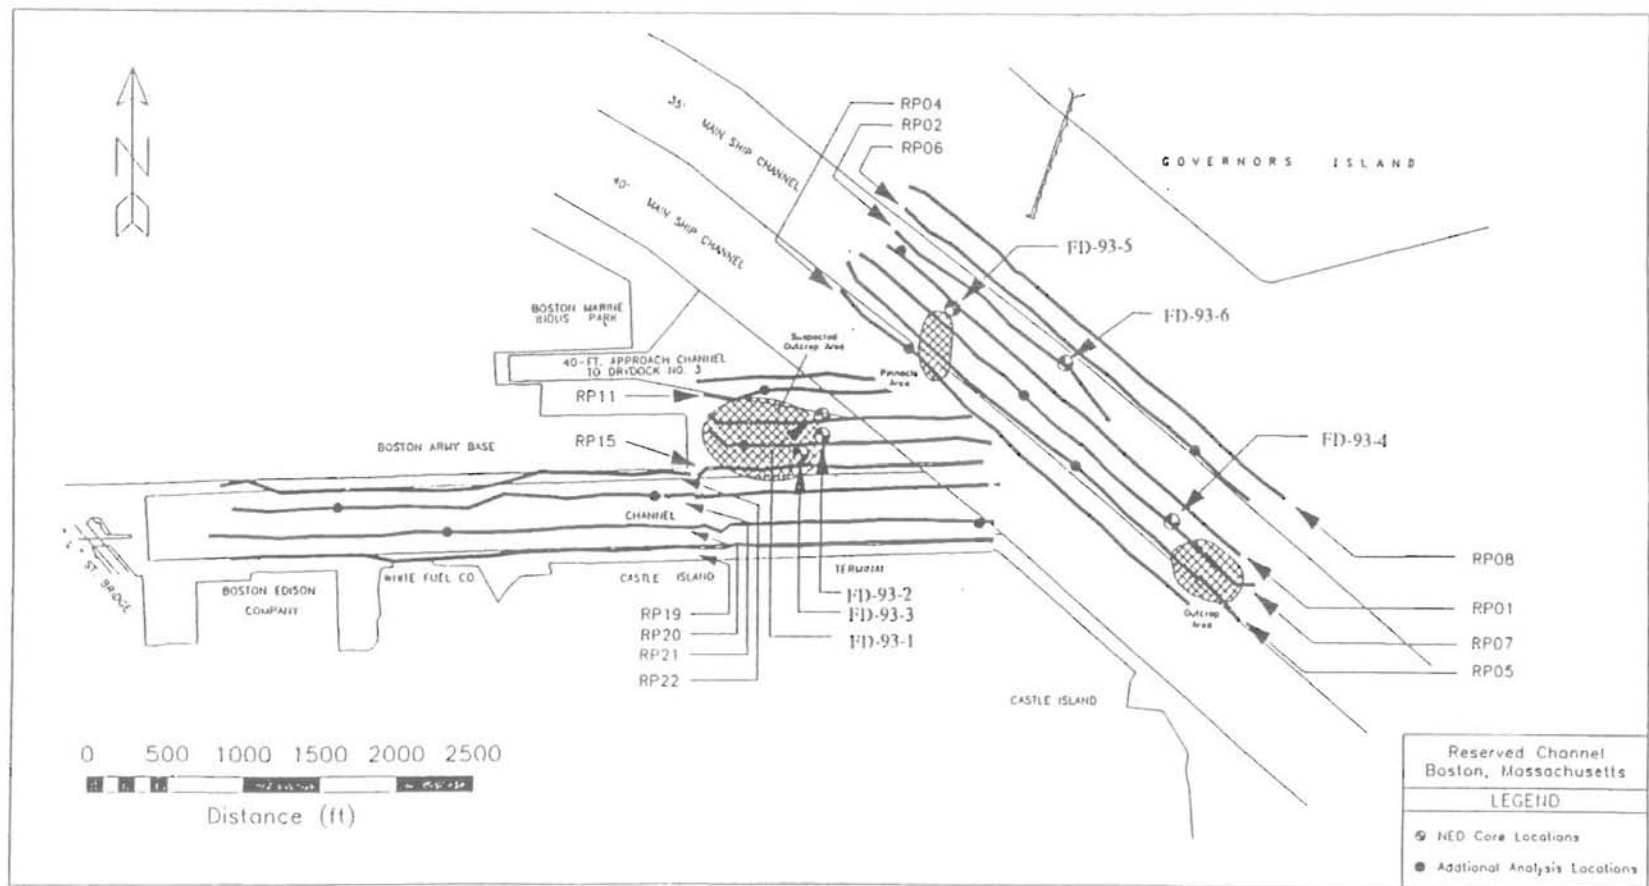 N
35'
MAIN SHIP CHANNEL
40'
MAIN SHIP CHANNEL
RP04
RP02
RP06
GOVERNORS ISLAND
FD-93-5
FD-93-6
BOSTON MARINE
INDUS PARK
Suspected
Outcrop Area
40-FT. APPROACH CHANNEL
TO DRYDOCK NO. 3
Pinnacle
Area
RP11
RP15
BOSTON ARMY BASE
FD-93-4
CHANNEL
ST. BRIDGE
BOSTON EDISON
COMPANY
WHITE FUEL CO.
CASTLE ISLAND
TERMINAL
FD-93-2
FD-93-3
FD-93-1
RP19
RP20
RP21
RP22
Outcrop
Area
RP08
RP01
RP07
RP05
CASTLE ISLAND
0 500 1000 1500 2000 2500
Distance (ft)
Reserved Channel
Boston, Massachusetts
LEGEND
NED Core Locations
Addtional Analysis Locations